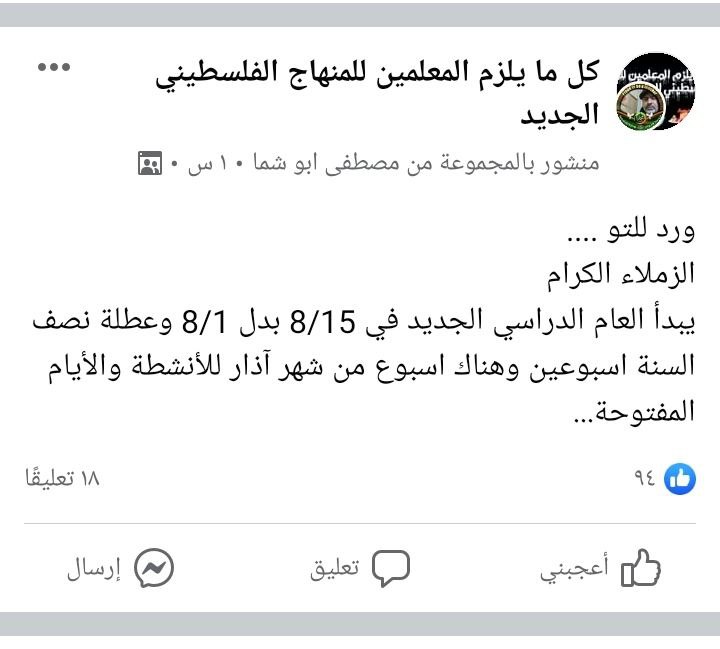 كل ما يلزم المعلمين للمنهاج الفلسطيني
الجديد
منشور بالمجموعة من مصطفى ابو شما • ١ س •
ورد للتو ....
الزملاء الكرام
يبدأ العام الدراسي الجديد في 8/15 بدل 8/1 وعطلة نصف
السنة اسبوعين وهناك اسبوع من شهر آذار للأنشطة والأيام
المفتوحة...
٩٤
١٨ تعليقًا
أعجبني
تعليق
إرسال